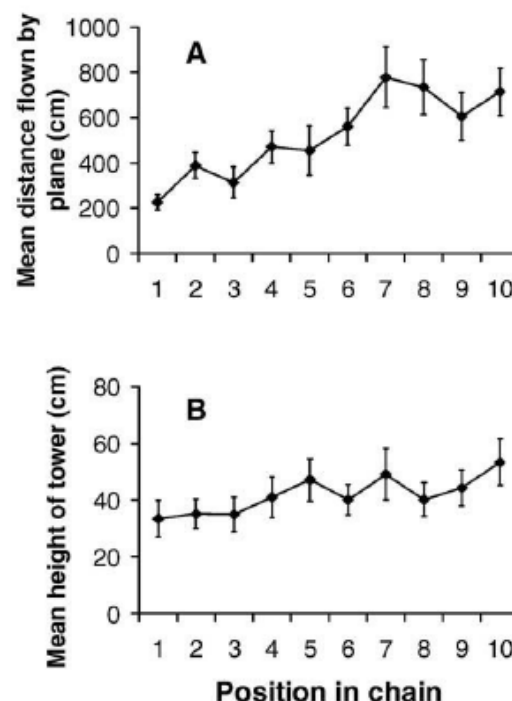 Mean distance flown by
plane (cm)
A
1000
800
600
400
200
0
1 2 3 4 5 6 7 8 9 10
Mean height of tower (cm)
B
80
60
40
20
0
1 2 3 4 5 6 7 8 9 10
Position in chain